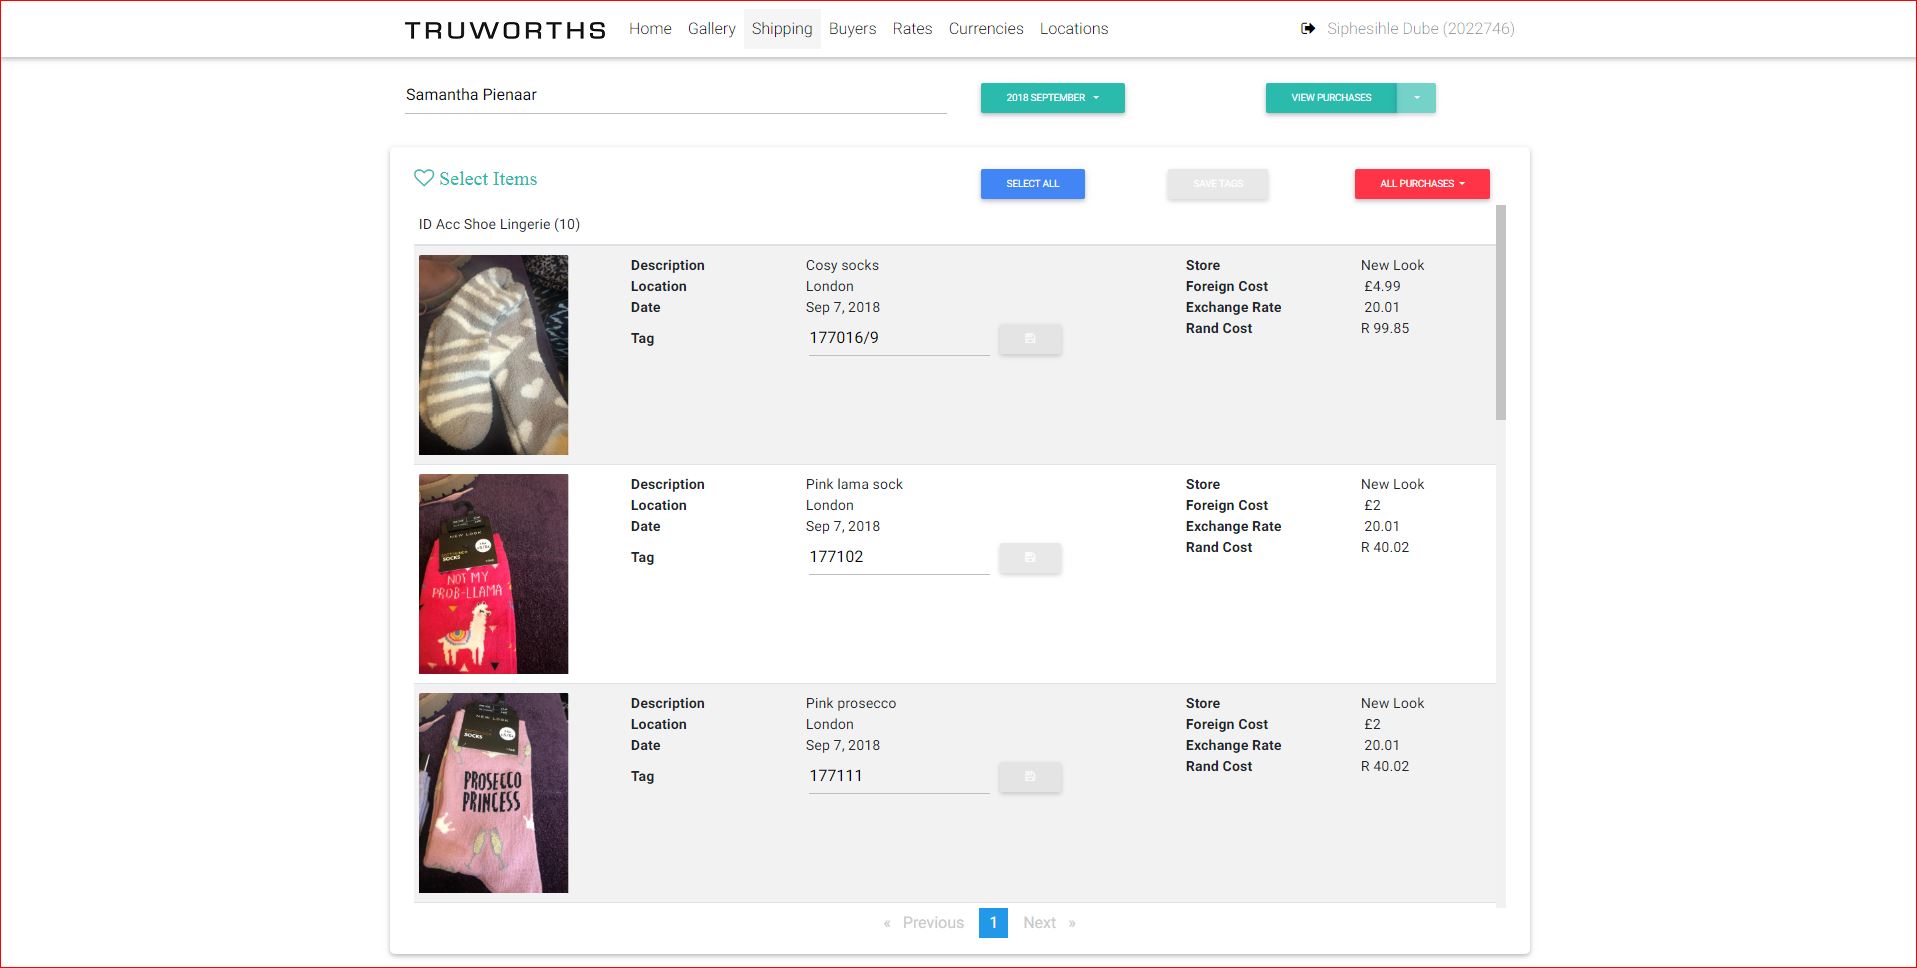 TRUWORTHS Home Gallery Shipping Buyers Rates Currencies Locations Siphesihle Dube (2022746)
Samantha Pienaar 2018 SEPTEMBER VIEW PURCHASES
Select Items SELECT ALL SAVE TAGS ALL PURCHASES
ID Acc Shoe Lingerie (10)
Description Cosy socks Store New Look
Location London Foreign Cost £4.99
Date Sep 7, 2018 Exchange Rate 20.01
Rand Cost R 99.85
Tag 177016/9
Description Pink lama sock Store New Look
Location London Foreign Cost £2
Date Sep 7, 2018 Exchange Rate 20.01
Rand Cost R 40.02
Tag 177102
NEW LOOK
SOCKS
NOT MY
PROB-LLAMA
Description Pink prosecco Store New Look
Location London Foreign Cost £2
Date Sep 7, 2018 Exchange Rate 20.01
Rand Cost R 40.02
Tag 177111
NEW LOOK
SOCKS
PROSECCO
PRINCESS
« Previous 1 Next »